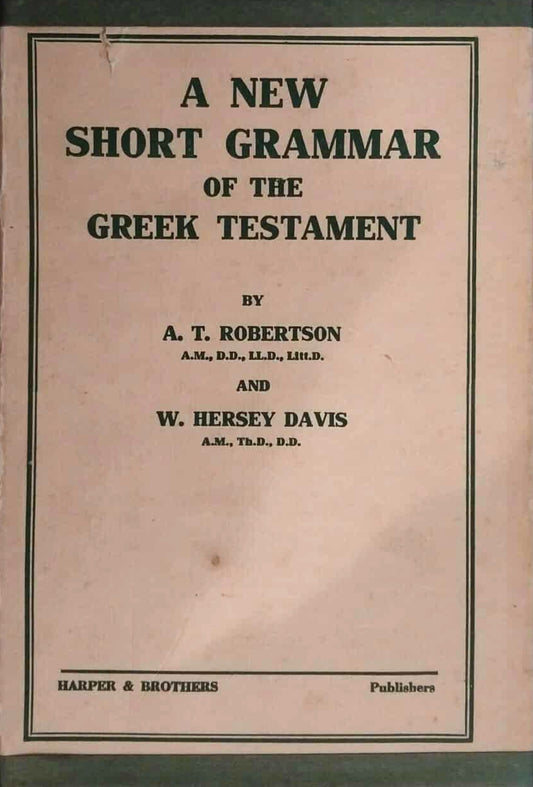 A NEW
SHORT GRAMMAR
OF THE
GREEK TESTAMENT
BY
A. T. ROBERTSON
A.M., D.D., LL.D., Litt.D.
AND
W. HERSEY DAVIS
A.M., Th.D., D.D.
HARPER & BROTHERS Publishers